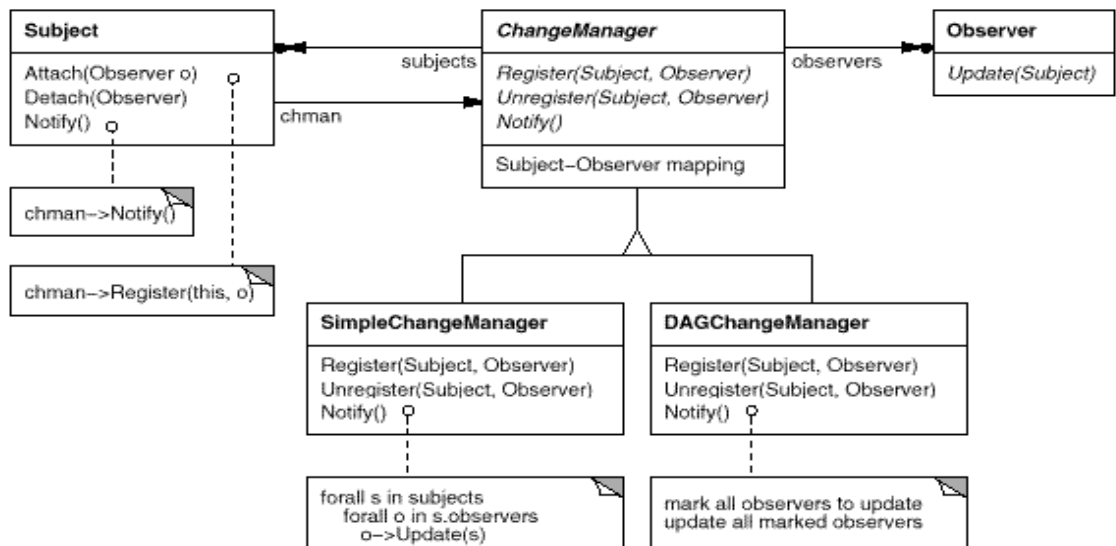 Subject
Attach(Observer o)
Detach(Observer)
Notify()
chman->Notify()
chman->Register(this, o)
subjects
chman
ChangeManager
Register(Subject, Observer)
Unregister(Subject, Observer)
Notify()
Subject-Observer mapping
observers
Observer
Update(Subject)
SimpleChangeManager
Register(Subject, Observer)
Unregister(Subject, Observer)
Notify()
forall s in subjects
forall o in s.observers
o->Update(s)
DAGChangeManager
Register(Subject, Observer)
Unregister(Subject, Observer)
Notify()
mark all observers to update
update all marked observers